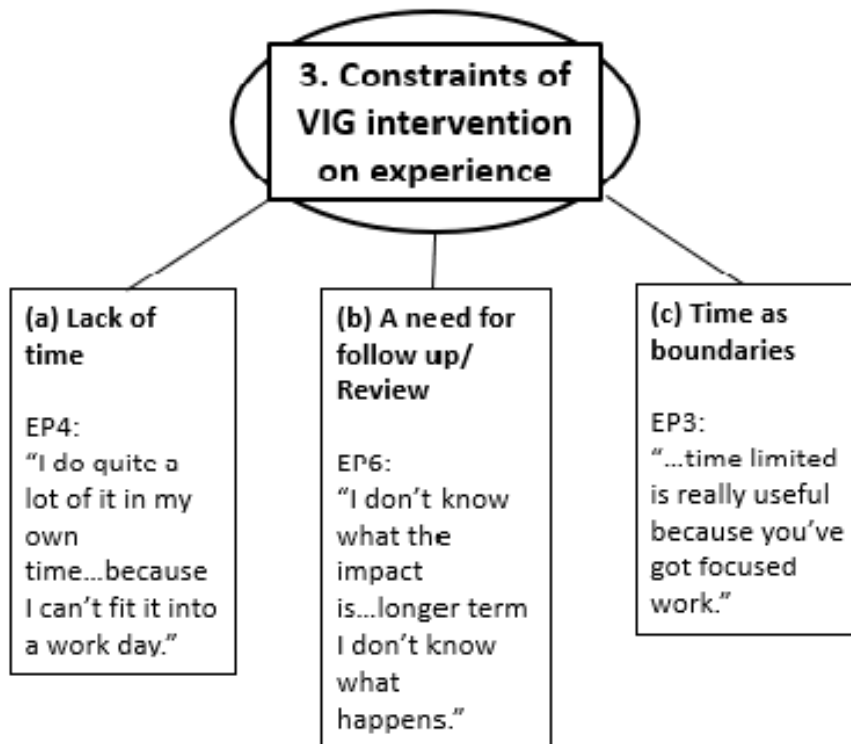 3. Constraints of
VIG intervention
on experience
(a) Lack of
time
EP4:
“I do quite a
lot of it in my
own
time...because
I can’t fit it into
a work day.”
(b) A need for
follow up/
Review
EP6:
“I don’t know
what the
impact
is...longer term
I don’t know
what
happens.”
(c) Time as
boundaries
EP3:
“...time limited
is really useful
because you’ve
got focused
work.”